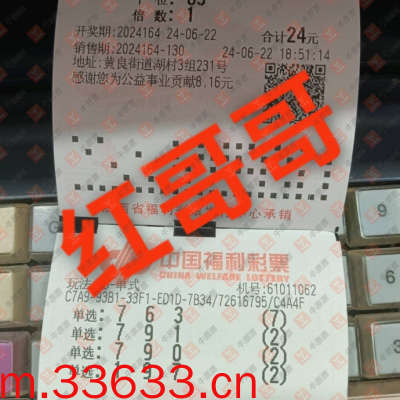 倍数: 1
开奖期:2024164 24-06-22 合计24元
销售期:2024164-130 24-06-22 18:51:14
地址:黄良街道湖村3组231号
感谢您为公益事业贡献8.16元
红哥哥
中国福利彩票
CHINA WELFARE LOTTERY
机号:61011062
C7A9-93B1-33F1-ED1D-7B34/72616795/C4A4F
单选: 7 6 3 (7)
单选: 7 9 1 (2)
单选: 7 9 0 (2)
单选: 1 9 7 (2)
m.33633.cn
9